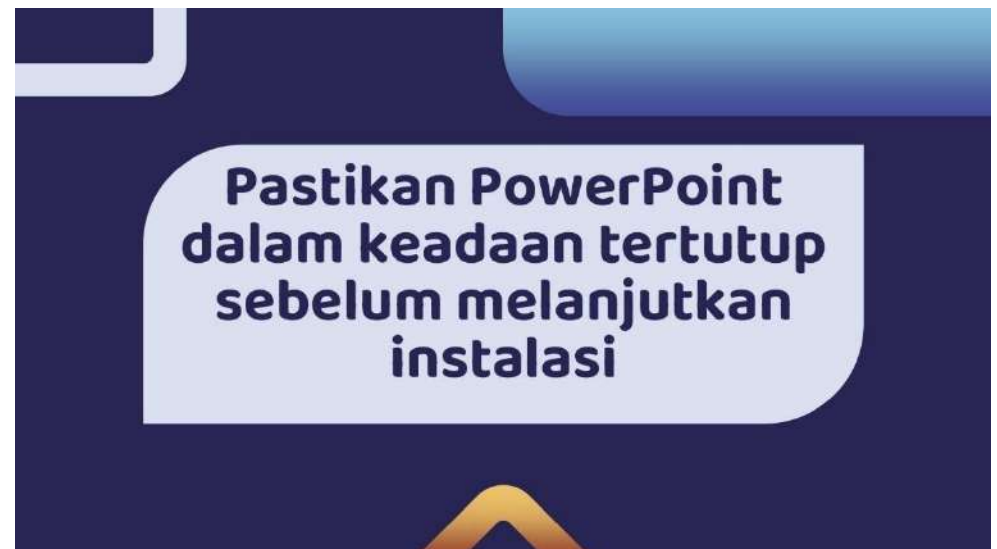 Pastikan PowerPoint
dalam keadaan tertutup
sebelum melanjutkan
instalasi